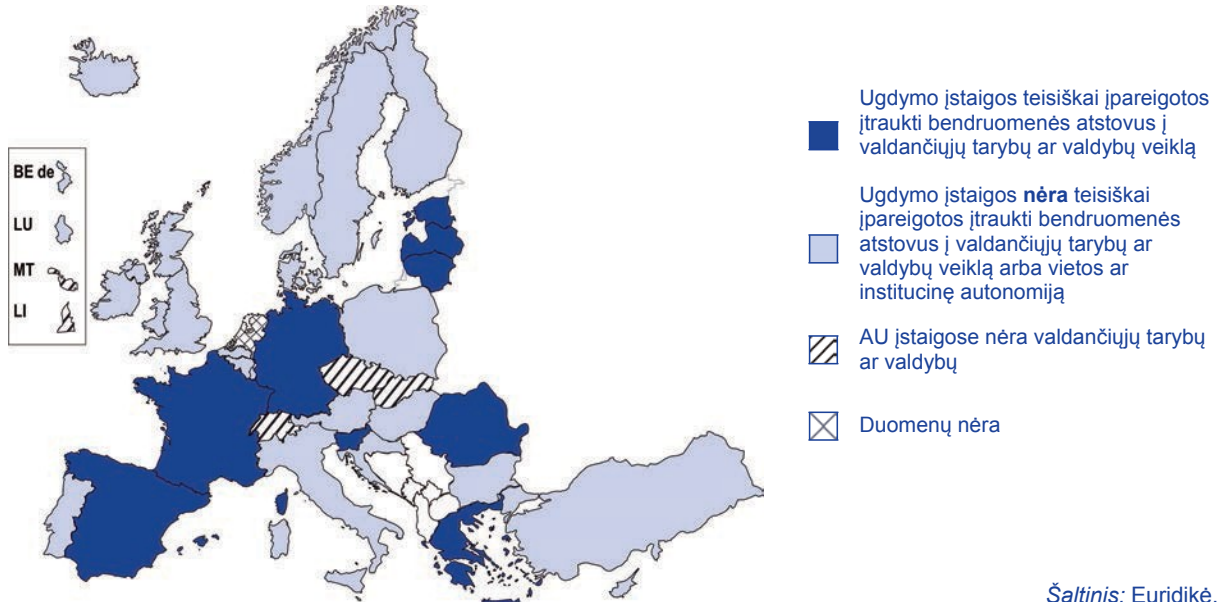 BE de
LU
MT
LI
Ugdymo įstaigos teisiškai įpareigotos
įtraukti bendruomenės atstovus į
valdančiųjų tarybų ar valdybų veiklą
Ugdymo įstaigos nėra teisiškai
įpareigotos įtraukti bendruomenės
atstovus į valdančiųjų tarybų ar
valdybų veiklą arba vietos ar
institucinę autonomiją
AU įstaigose nėra valdančiųjų tarybų
ar valdybų
Duomenų nėra
Šaltinis: Euridikė.